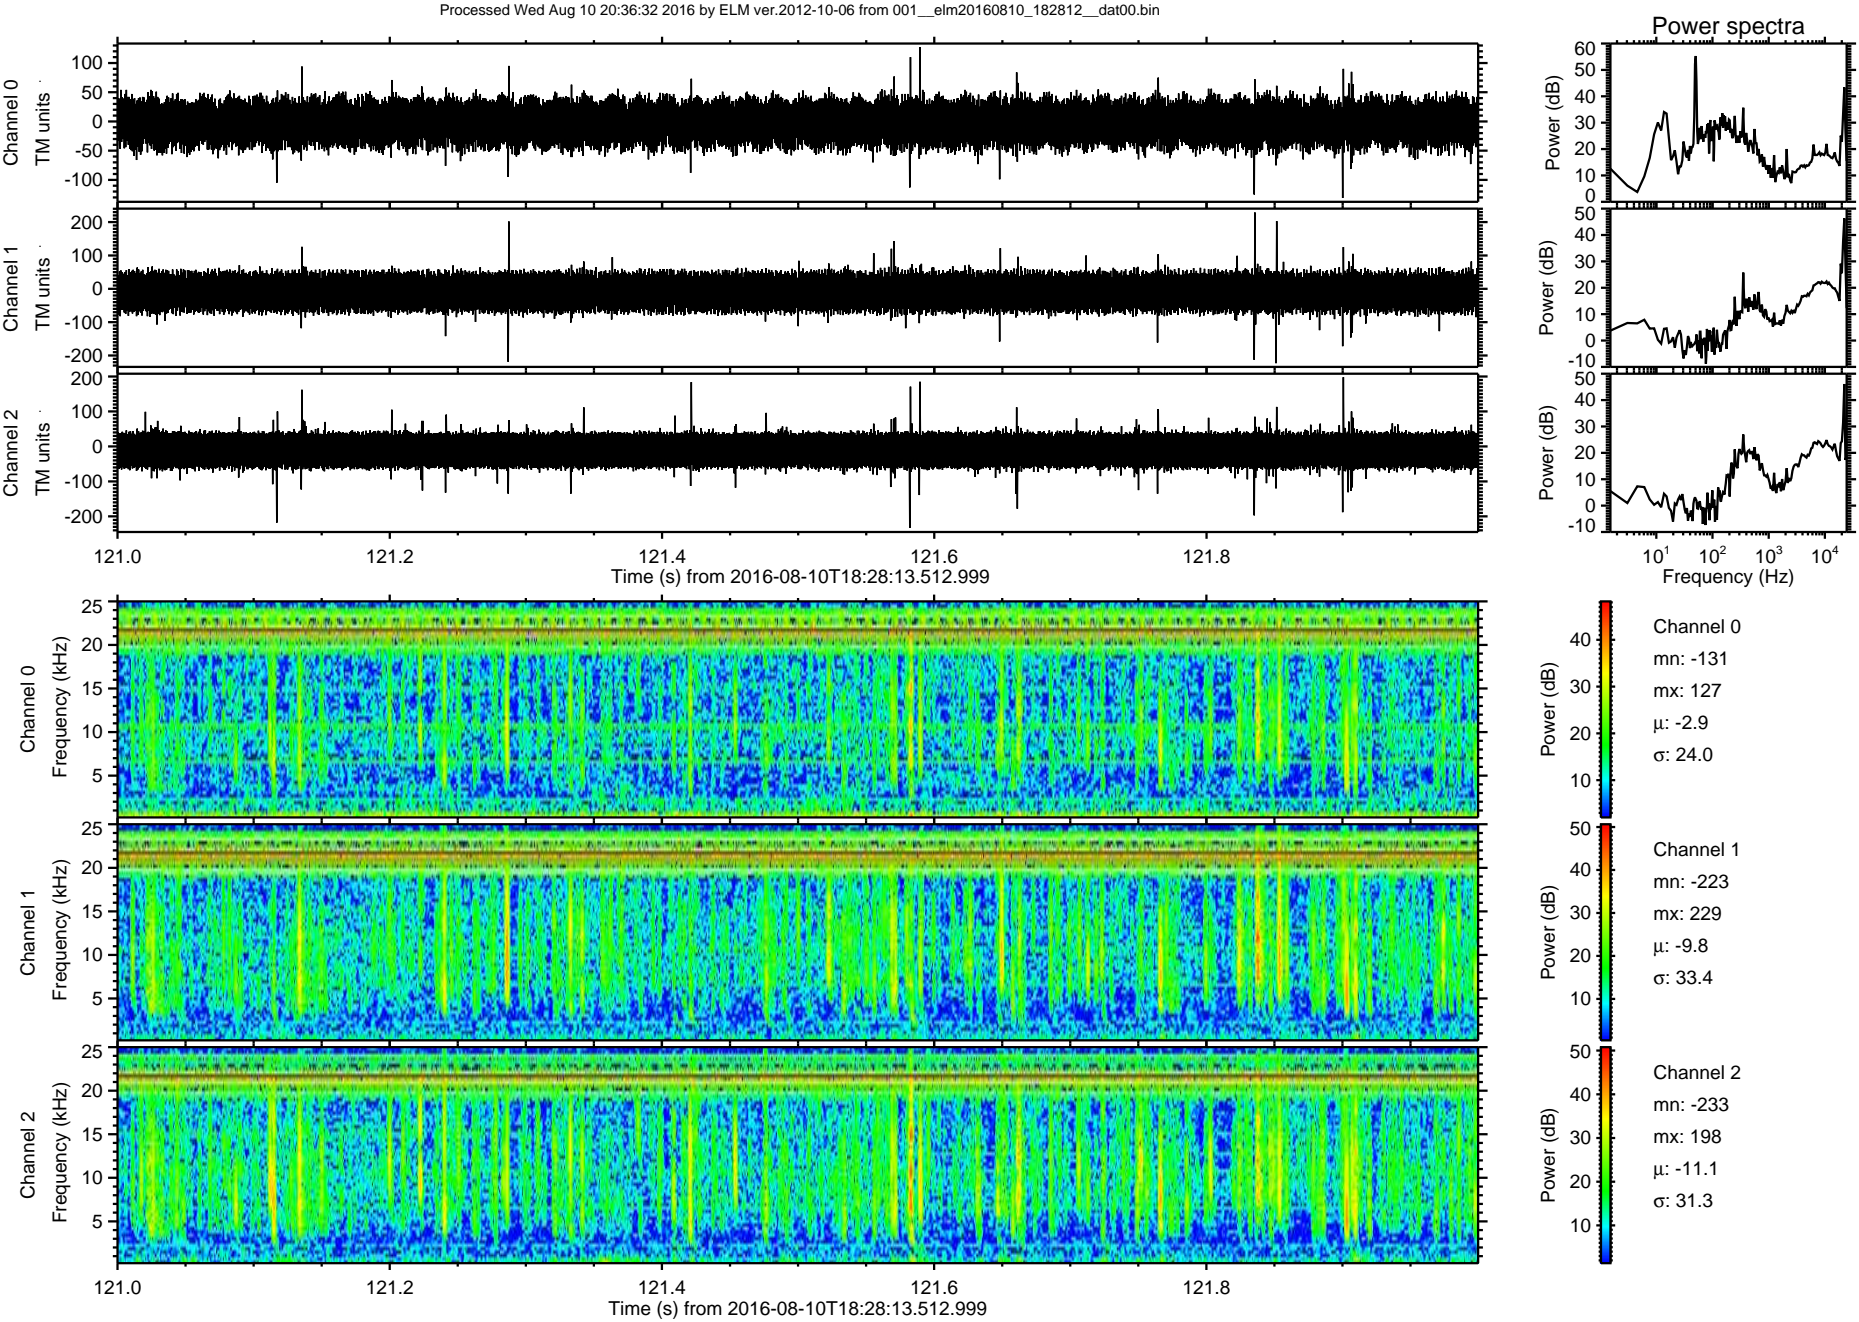 Processed Wed Aug 10 20:36:32 2016 by ELM ver.2012-10-06 from 001__elm20160810_182812__dat00.bin
Power spectra
Channel 0
TM units
100
50
0
-50
-100
Power (dB)
60
50
40
30
20
10
0
Channel 1
TM units
200
100
0
-100
-200
Power (dB)
50
40
30
20
10
0
-10
Channel 2
TM units
200
100
0
-100
-200
Power (dB)
50
40
30
20
10
0
-10
121.0 121.2 121.4 121.6 121.8
Time (s) from 2016-08-10T18:28:13.512.999
10^1 10^2 10^3 10^4
Frequency (Hz)
Channel 0
Frequency (kHz)
25
20
15
10
5
Power (dB)
40
30
20
10
Channel 0
mn: -131
mx: 127
µ: -2.9
σ: 24.0
Channel 1
Frequency (kHz)
25
20
15
10
5
Power (dB)
50
40
30
20
10
Channel 1
mn: -223
mx: 229
µ: -9.8
σ: 33.4
Channel 2
Frequency (kHz)
25
20
15
10
5
Power (dB)
50
40
30
20
10
Channel 2
mn: -233
mx: 198
µ: -11.1
σ: 31.3
121.0 121.2 121.4 121.6 121.8
Time (s) from 2016-08-10T18:28:13.512.999